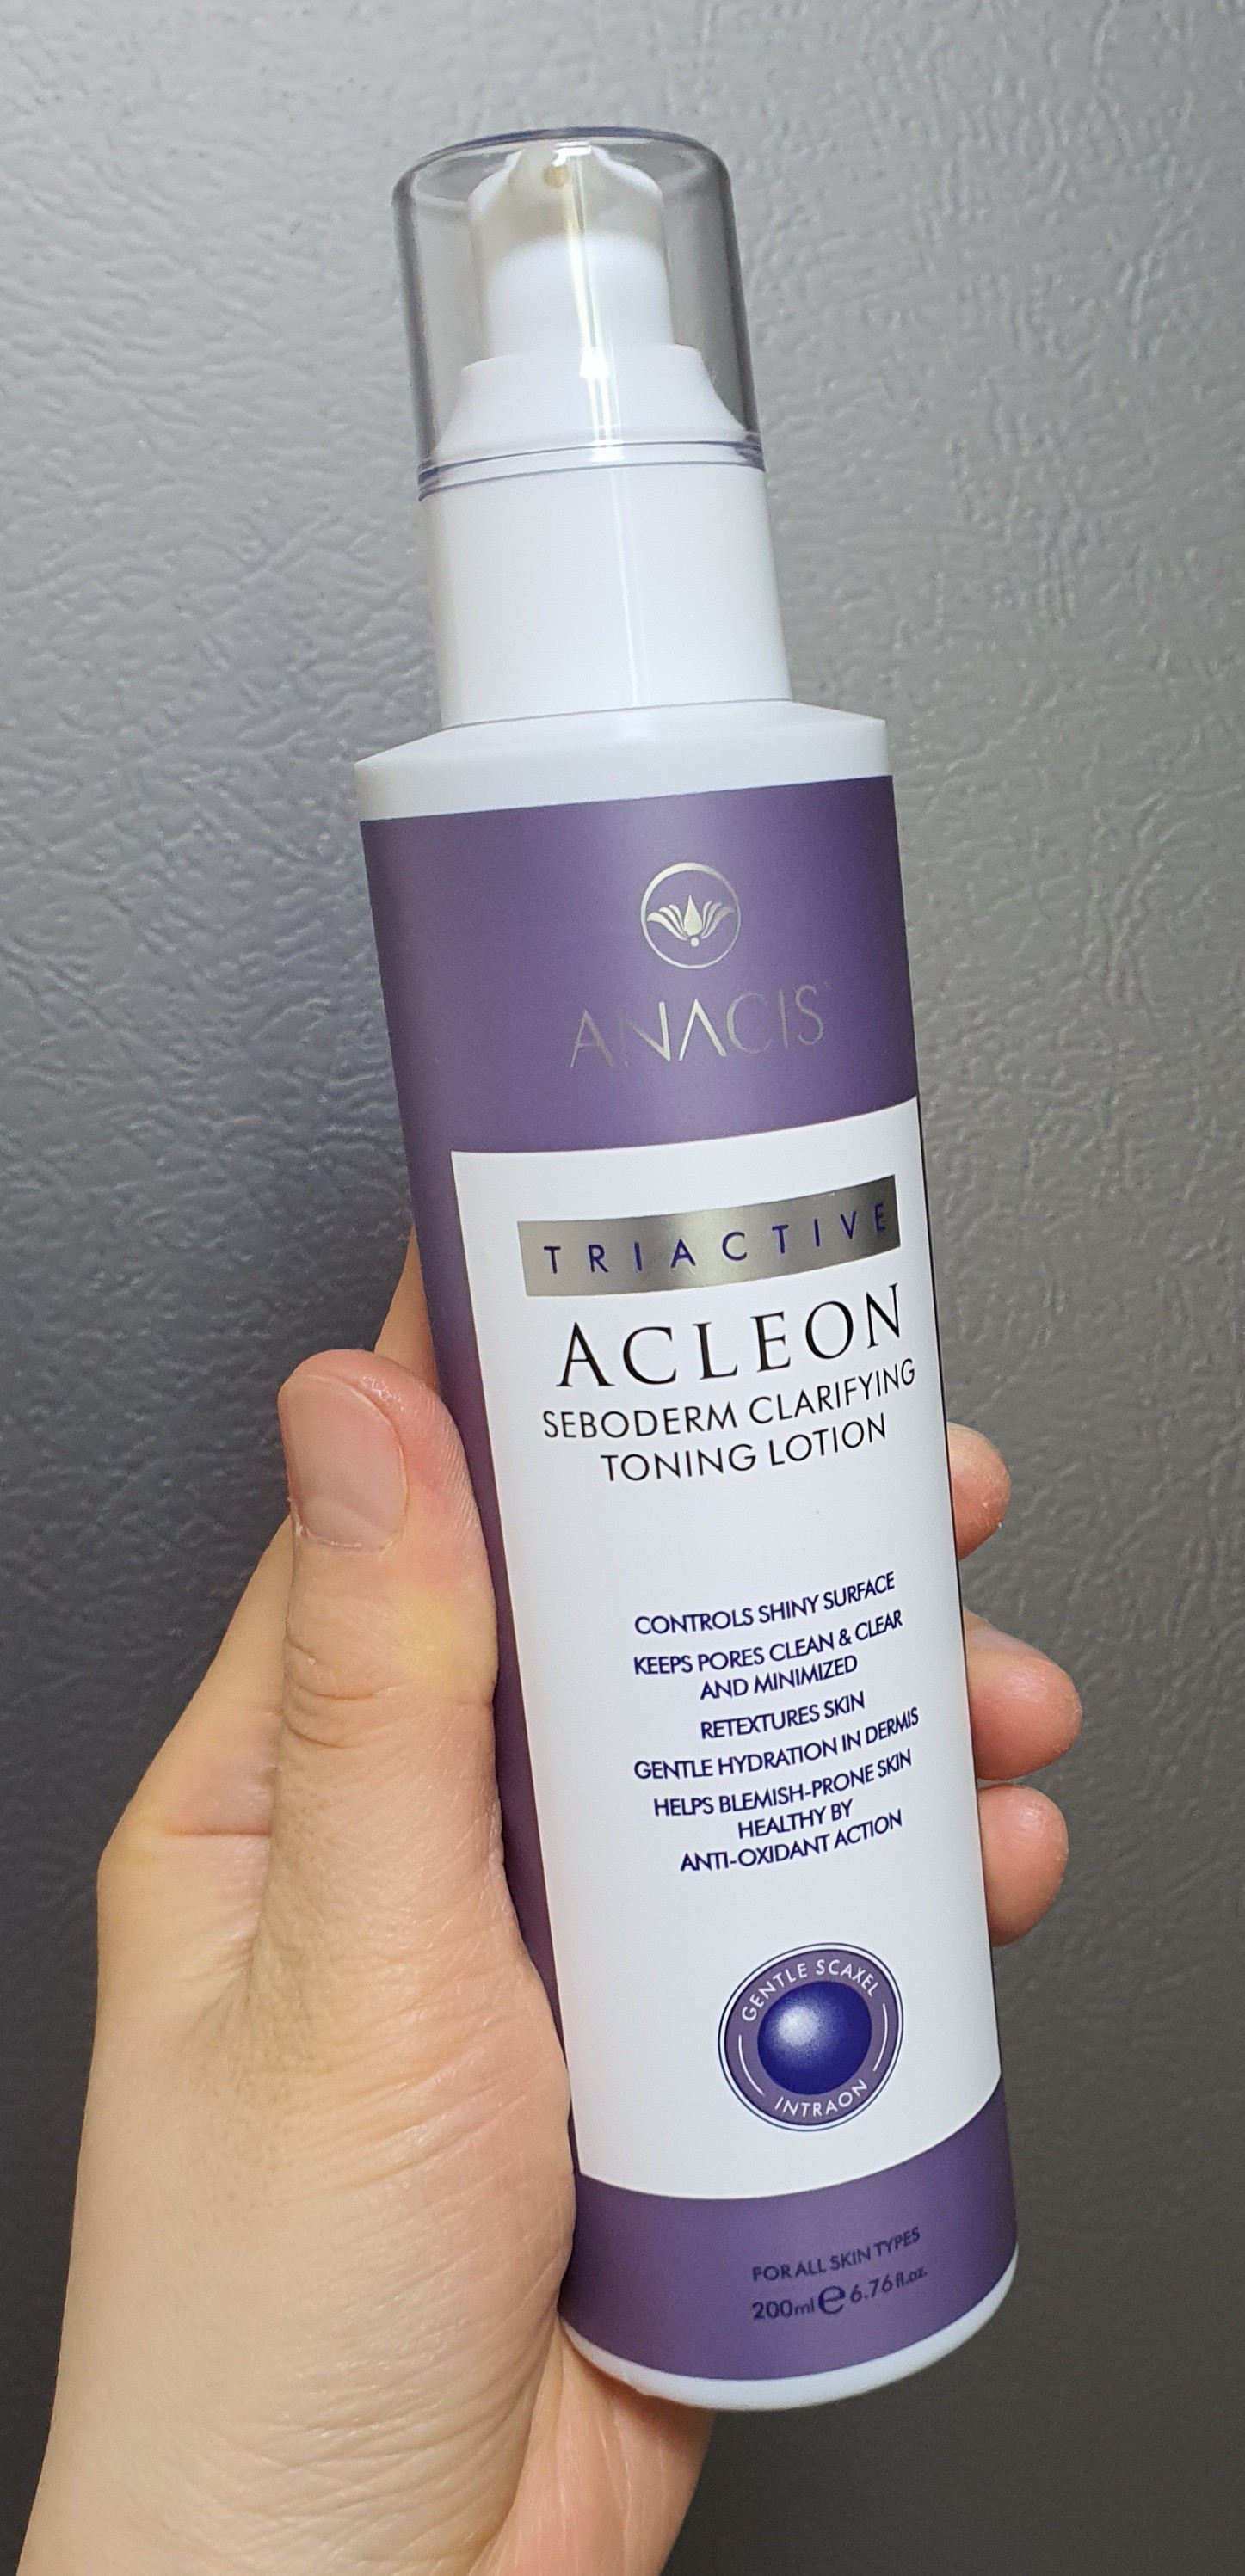 ANACIS
TRIACTIVE
ACLEON
SEBODERM CLARIFYING
TONING LOTION
CONTROLS SHINY SURFACE
KEEPS PORES CLEAN & CLEAR
AND MINIMIZED
RETEXTURES SKIN
GENTLE HYDRATION IN DERMIS
HELPS BLEMISH-PRONE SKIN
HEALTHY BY
ANTI-OXIDANT ACTION
GENTLE SCAXEL
INTRAON
FOR ALL SKIN TYPES
200ml ℮ 6.76 fl.oz.